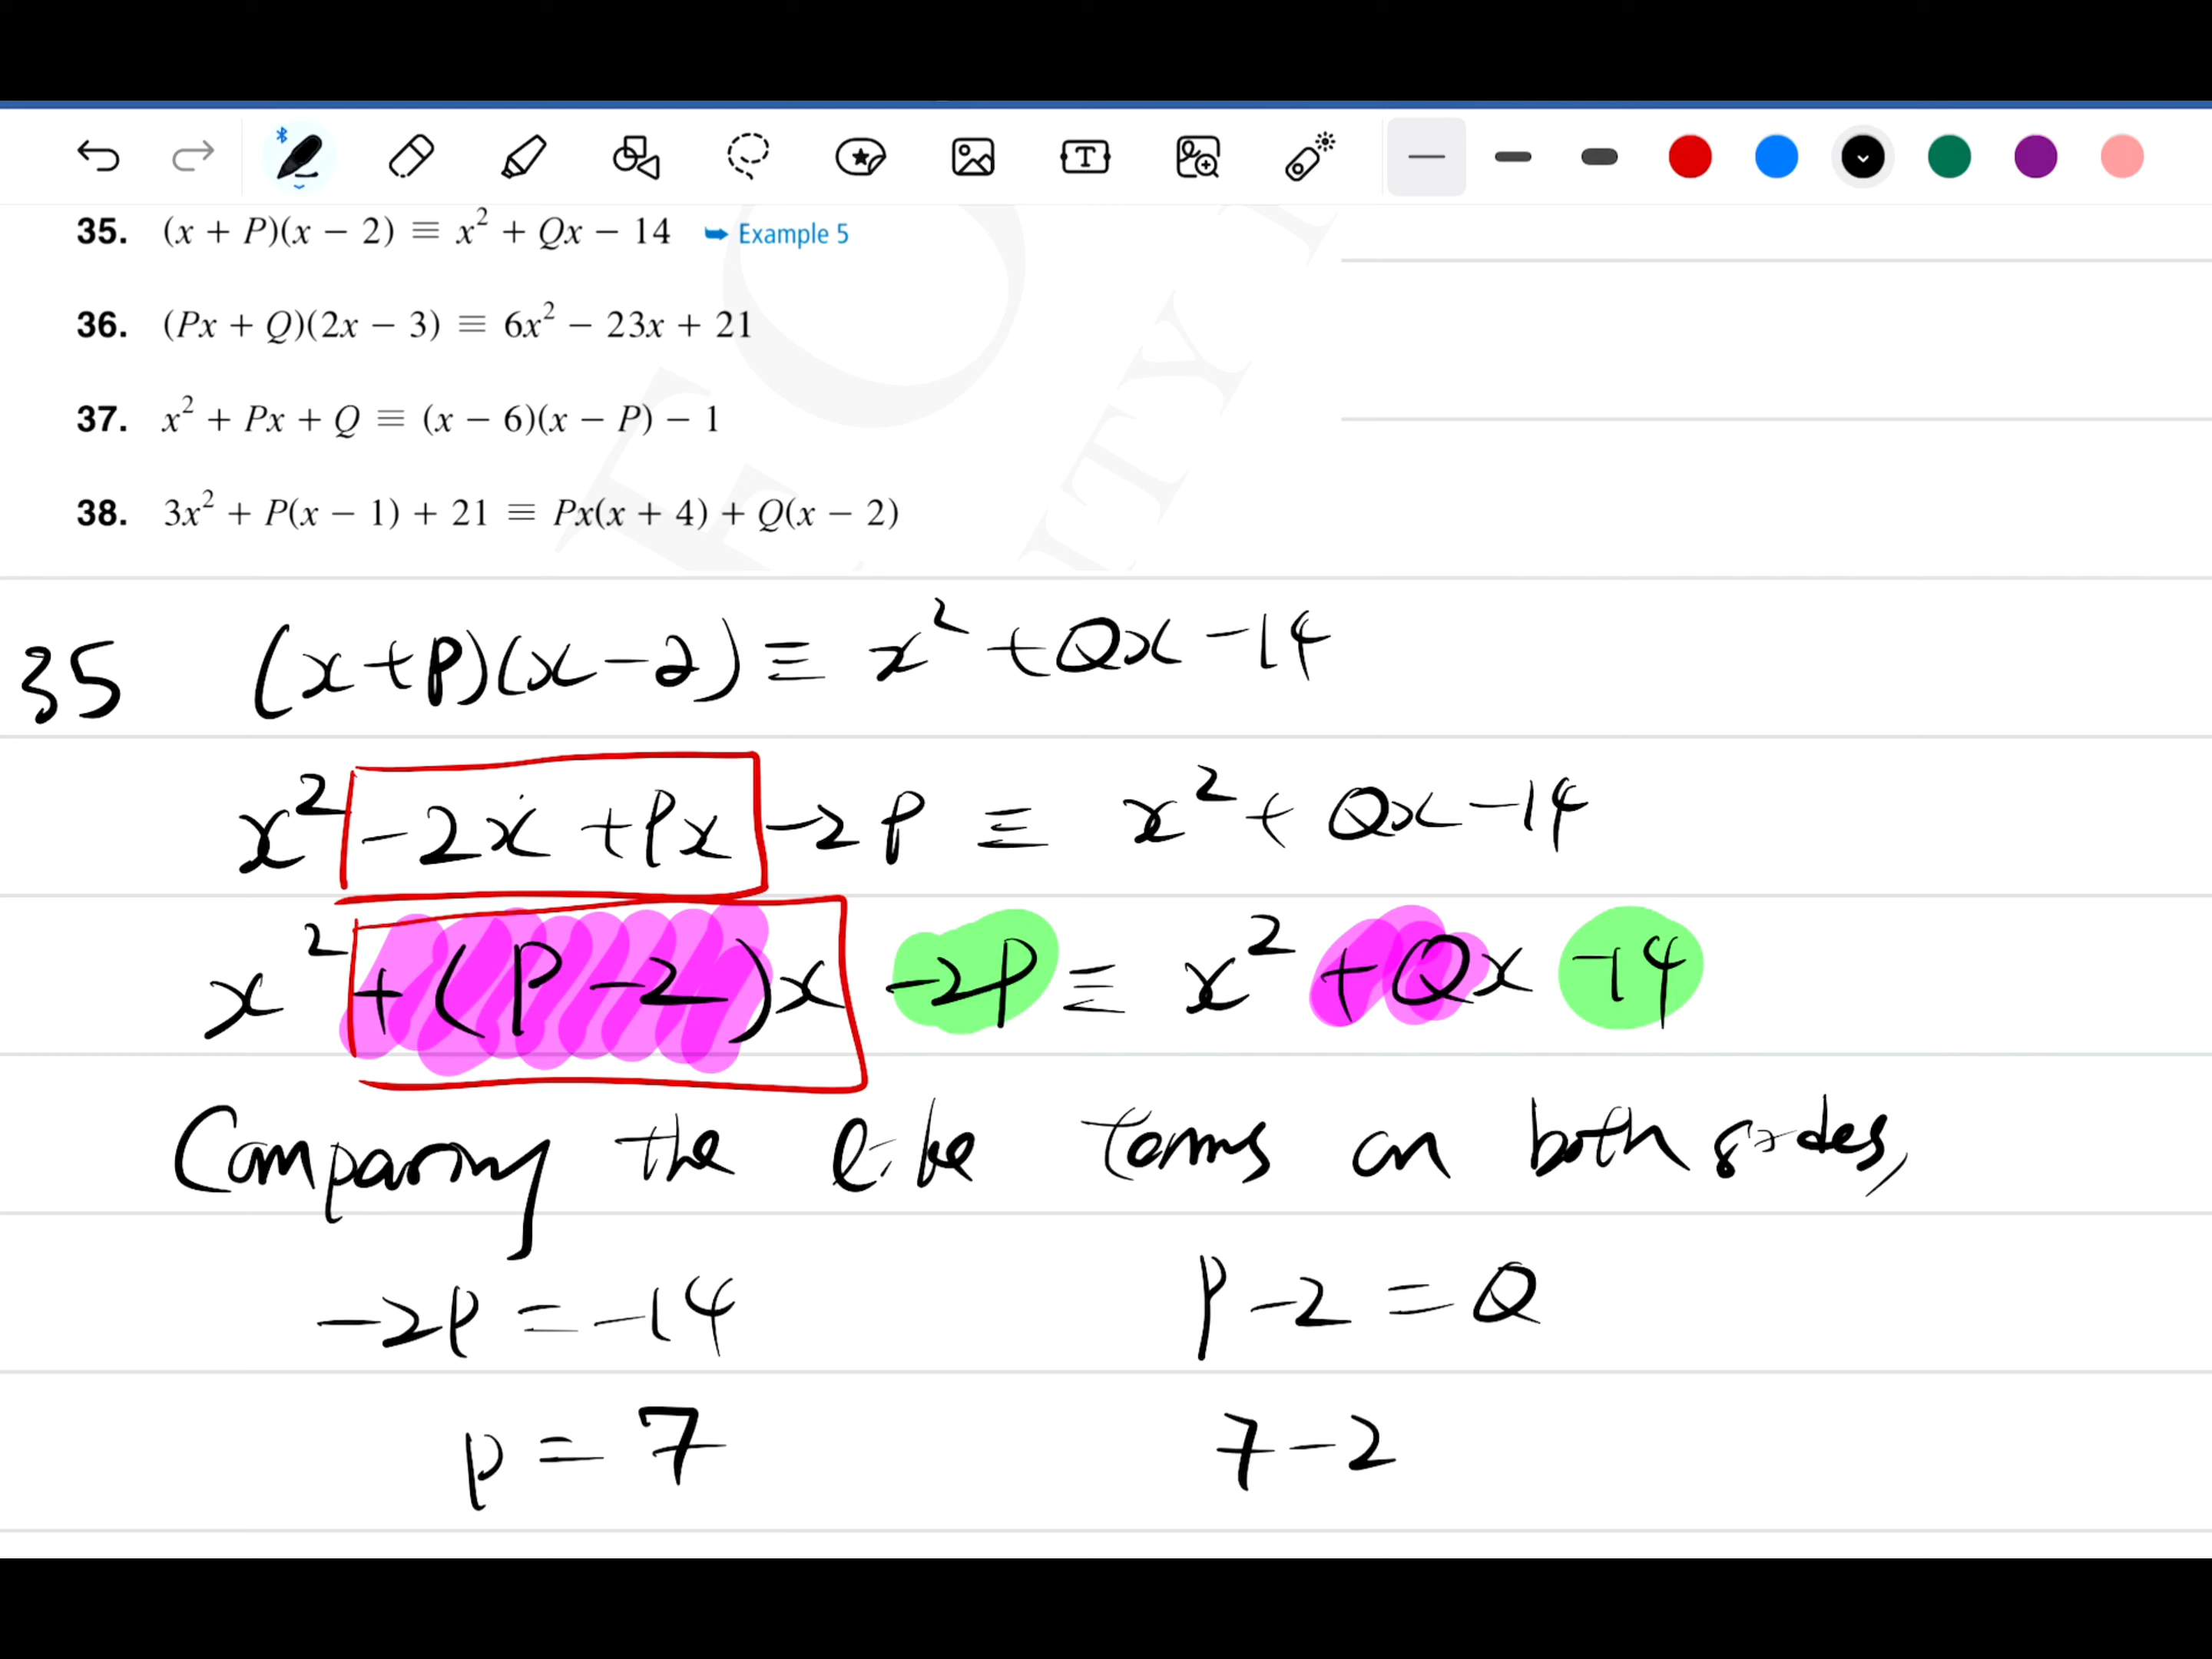 35. (x + P)(x − 2) ≡ x² + Qx − 14 ➥ Example 5
36. (Px + Q)(2x − 3) ≡ 6x² − 23x + 21
37. x² + Px + Q ≡ (x − 6)(x − P) − 1
38. 3x² + P(x − 1) + 21 ≡ Px(x + 4) + Q(x − 2)
35 (x+P)(x−2) ≡ x² + Qx −14
x² −2x +Px −2P ≡ x² + Qx −14
x² +(P−2)x −2P ≡ x² +Qx −14
Comparing the like terms on both sides,
−2P = −14 P−2 = Q
P = 7 7−2